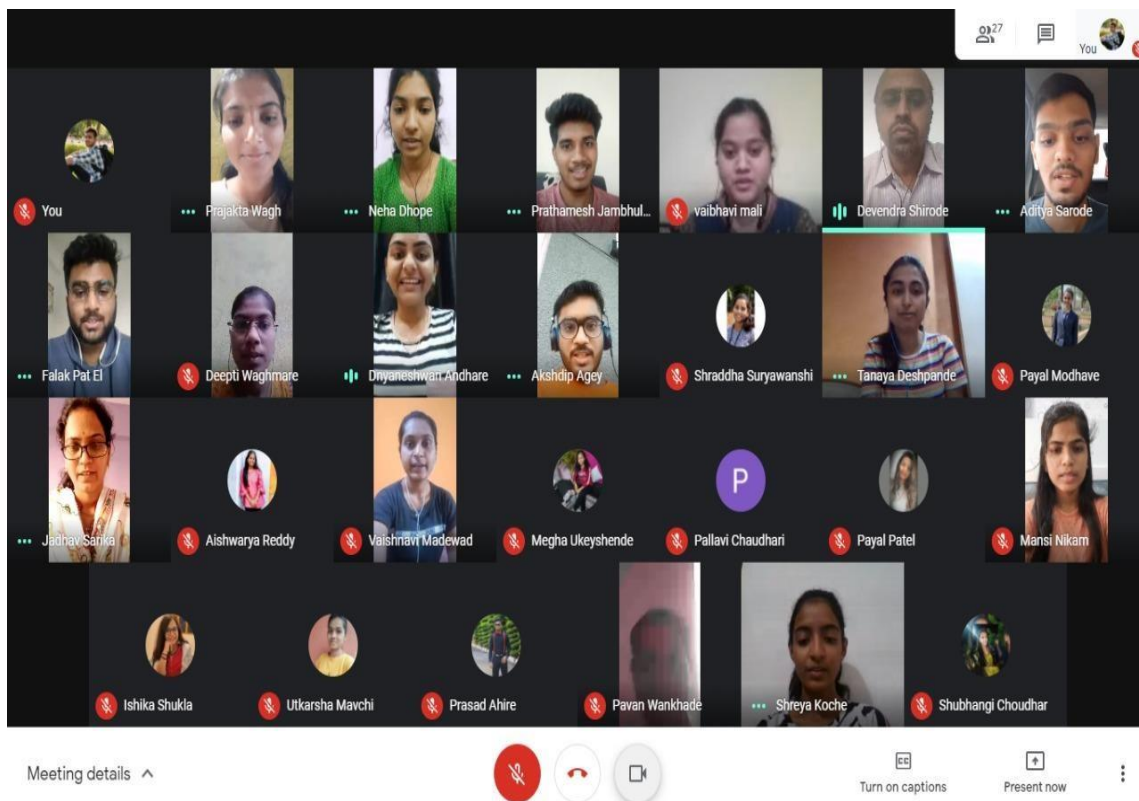 27
You
You
Prajakta Wagh
Neha Dhope
Prathamesh Jambhul...
vaibhavi mali
Devendra Shirode
Aditya Sarode
Falak Pat El
Deepti Waghmare
Dnyaneshwari Andhare
Akshdip Agey
Shraddha Suryawanshi
Tanaya Deshpande
Payal Modhave
Jadhav Sarika
Aishwarya Reddy
Vaishnavi Madewad
Megha Ukeyshende
P
Pallavi Chaudhari
Payal Patel
Mansi Nikam
Ishika Shukla
Utkarsha Mavchi
Prasad Ahire
Pavan Wankhade
Shreya Koche
Shubhangi Choudhar
Meeting details
CC
Turn on captions
Present now